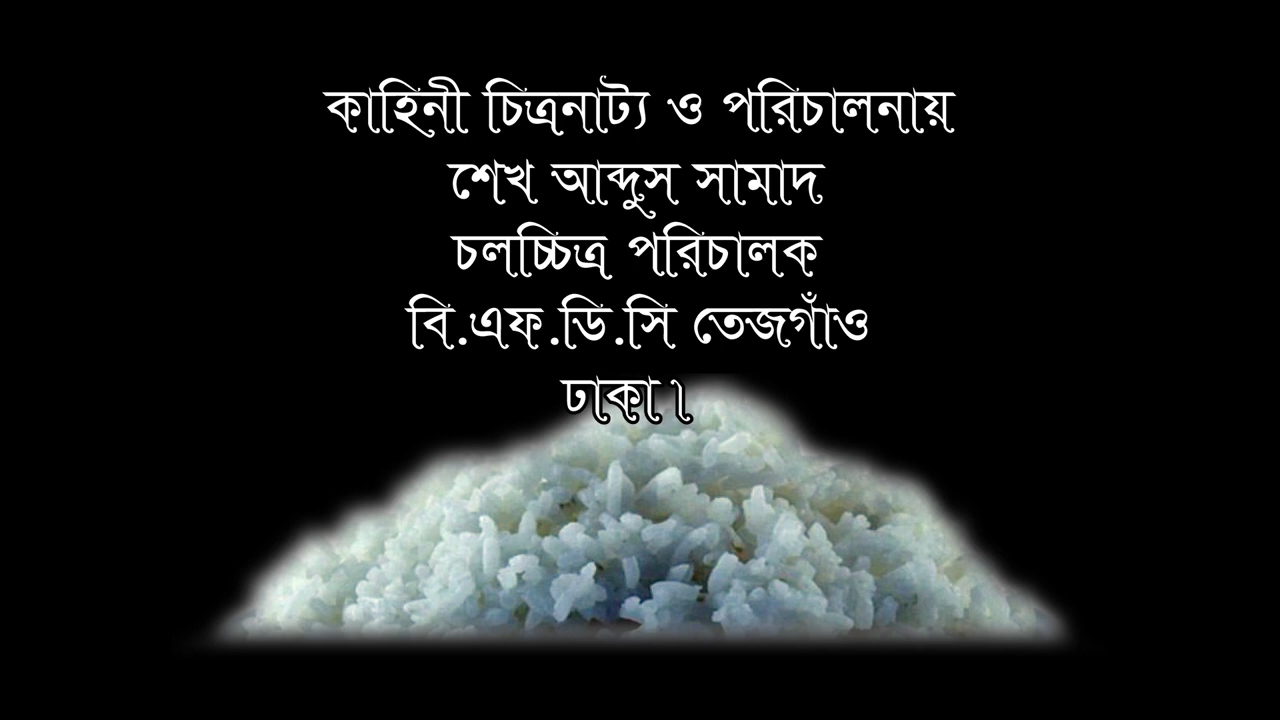 কাহিনী চিত্রনাট্য ও পরিচালনায়
শেখ আব্দুস সামাদ
চলচ্চিত্র পরিচালক
বি.এফ.ডি.সি তেজগাঁও
ঢাকা।